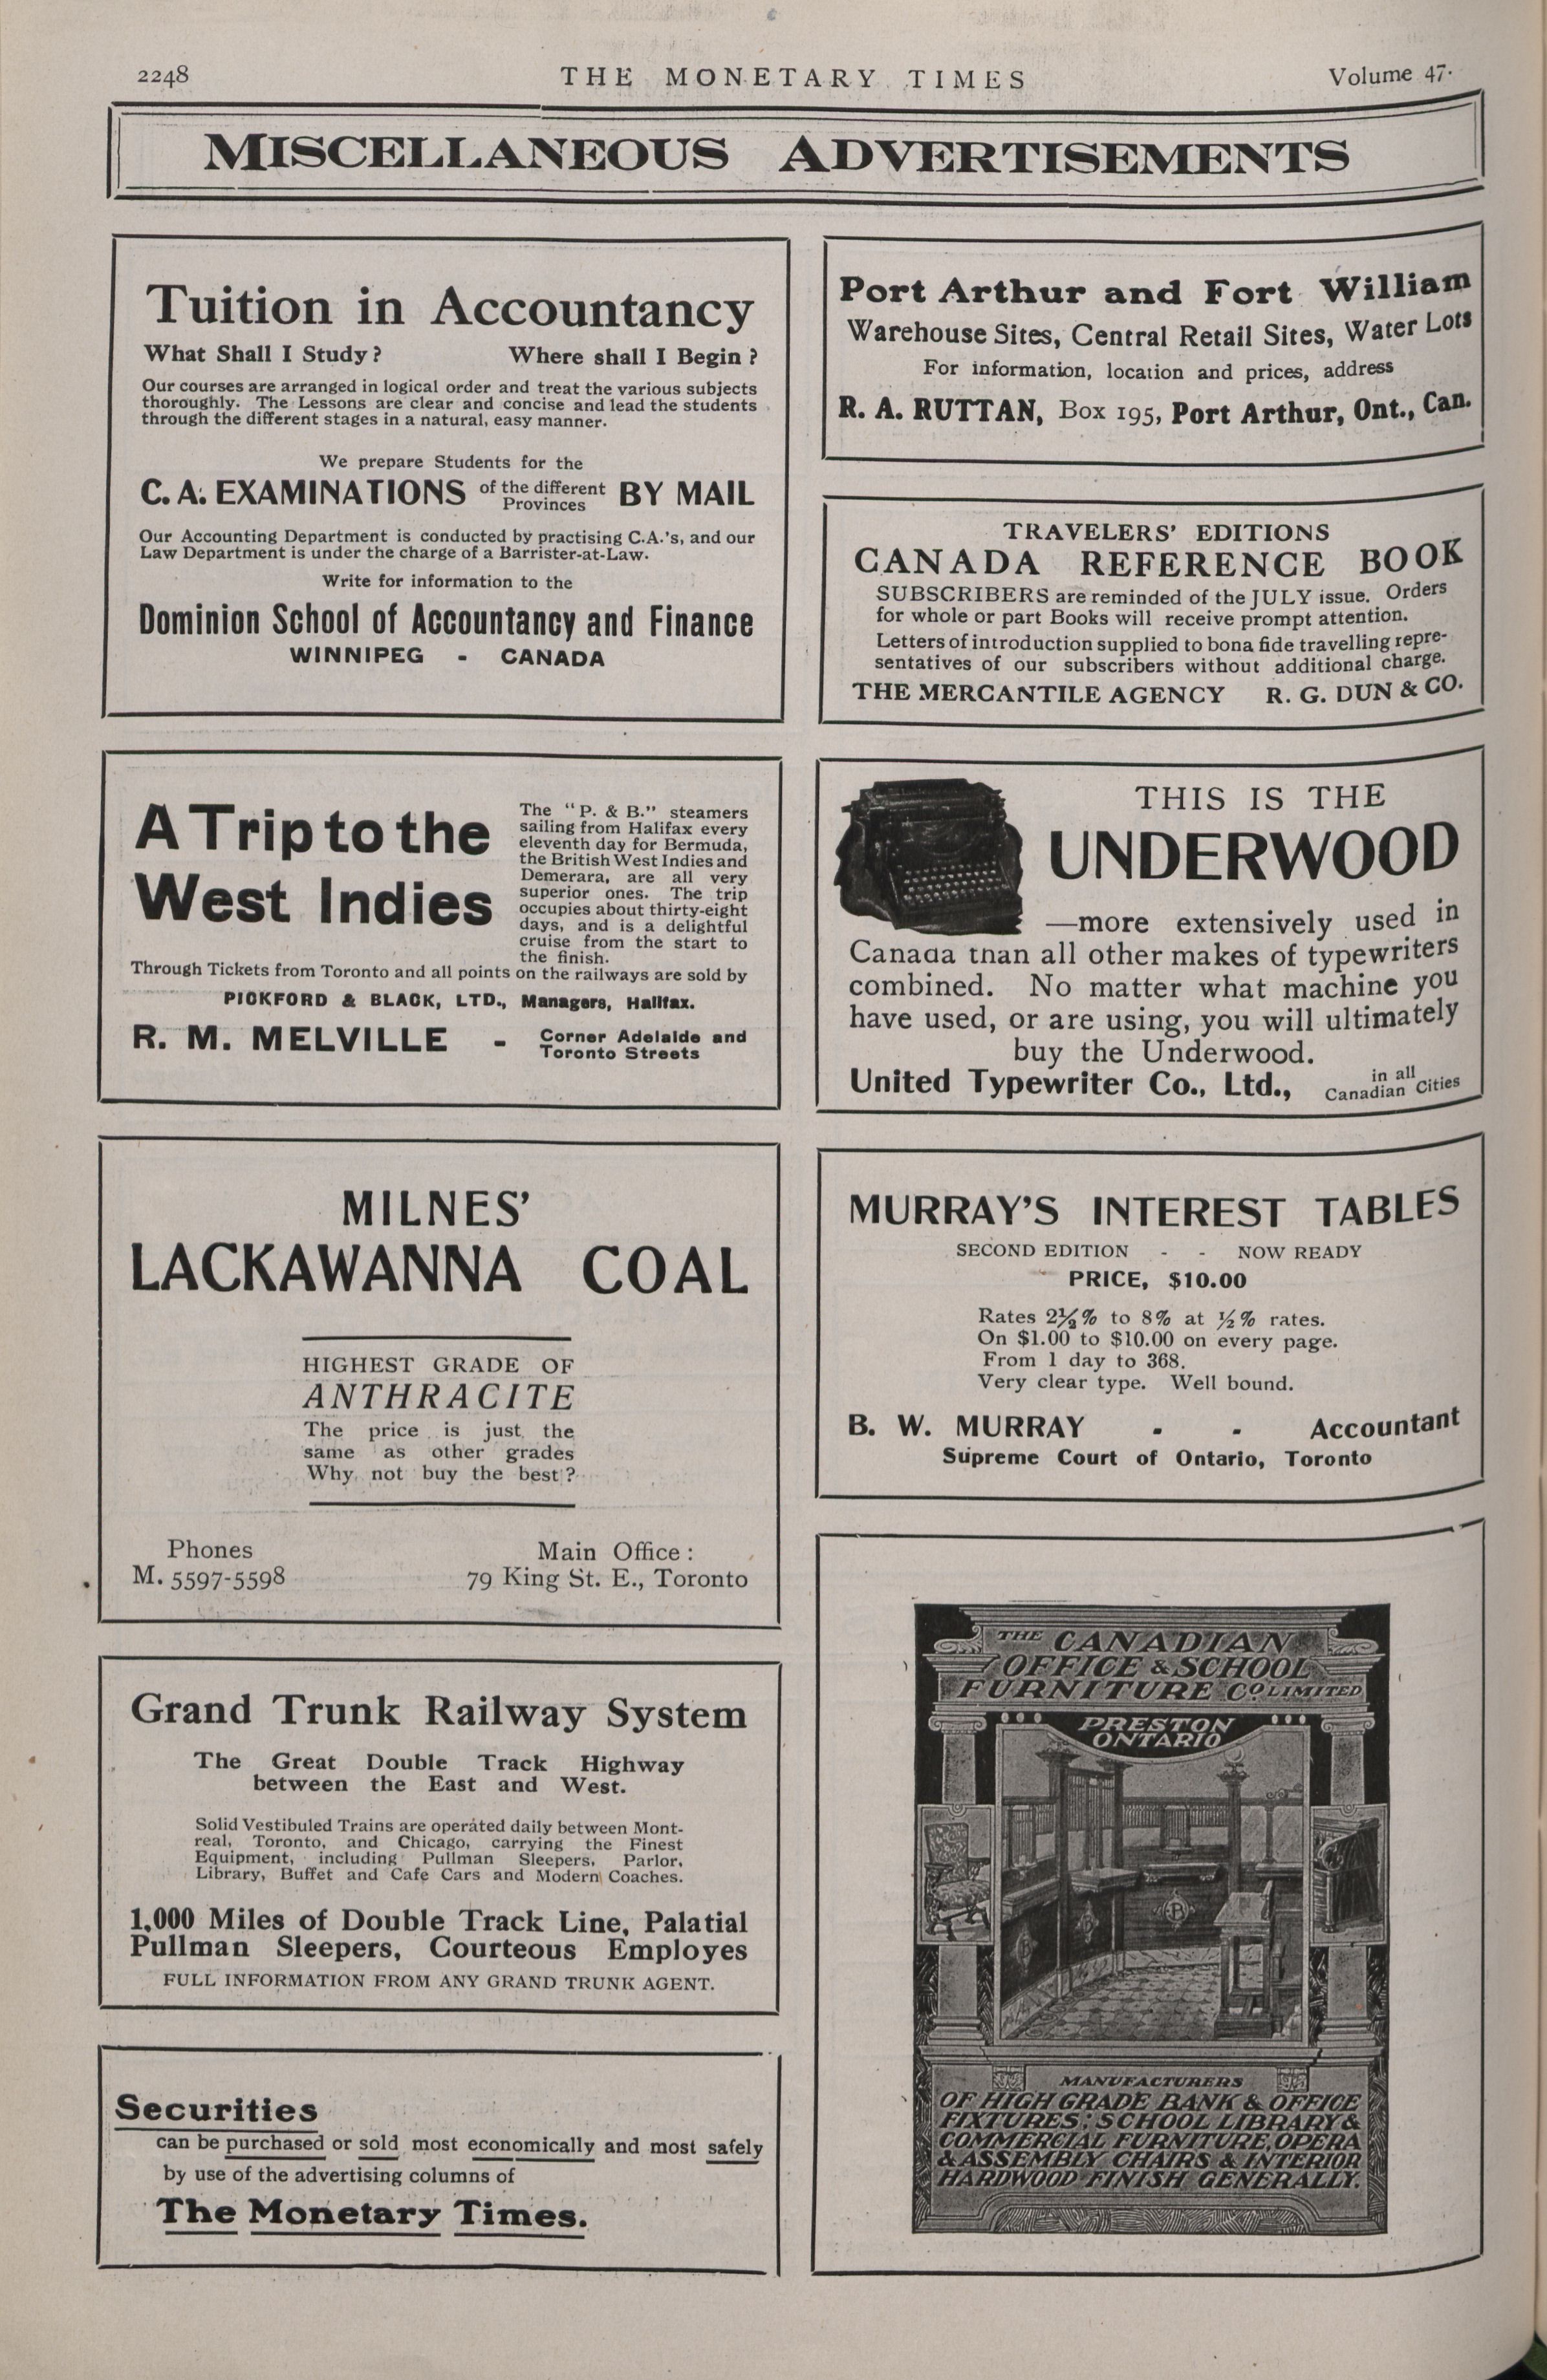 2248
THE MONETARY TIMES
Volume 47.
MISCELLANEOUS ADVERTISEMENTS
Tuition in Accountancy
What Shall I Study? Where shall I Begin?
Our courses are arranged in logical order and treat the various subjects
thoroughly. The Lessons are clear and concise and lead the students
through the different stages in a natural, easy manner.
We prepare Students for the
C. A. EXAMINATIONS of the different Provinces BY MAIL
Our Accounting Department is conducted by practising C.A.'s, and our
Law Department is under the charge of a Barrister-at-Law.
Write for information to the
Dominion School of Accountancy and Finance
WINNIPEG - CANADA
A Trip to the
West Indies
The "P. & B." steamers
sailing from Halifax every
eleventh day for Bermuda,
the British West Indies and
Demerara, are all very
superior ones. The trip
occupies about thirty-eight
days, and is a delightful
cruise from the start to
the finish.
Through Tickets from Toronto and all points on the railways are sold by
PICKFORD & BLACK, LTD., Managers, Halifax.
R. M. MELVILLE - Corner Adelaide and
Toronto Streets
MILNES'
LACKAWANNA COAL
HIGHEST GRADE OF
ANTHRACITE
The price is just the
same as other grades
Why not buy the best?
Phones
M. 5597-5598
Main Office:
79 King St. E., Toronto
Grand Trunk Railway System
The Great Double Track Highway
between the East and West.
Solid Vestibuled Trains are operated daily between Mont-
real, Toronto, and Chicago, carrying the Finest
Equipment, including Pullman Sleepers, Parlor,
Library, Buffet and Cafe Cars and Modern Coaches.
1,000 Miles of Double Track Line, Palatial
Pullman Sleepers, Courteous Employes
FULL INFORMATION FROM ANY GRAND TRUNK AGENT.
Securities
can be purchased or sold most economically and most safely
by use of the advertising columns of
The Monetary Times.
Port Arthur and Fort William
Warehouse Sites, Central Retail Sites, Water Lots
For information, location and prices, address
R. A. RUTTAN, Box 195, Port Arthur, Ont., Can.
TRAVELERS' EDITIONS
CANADA REFERENCE BOOK
SUBSCRIBERS are reminded of the JULY issue. Orders
for whole or part Books will receive prompt attention.
Letters of introduction supplied to bona fide travelling repre-
sentatives of our subscribers without additional charge.
THE MERCANTILE AGENCY R. G. DUN & CO.
THIS IS THE
UNDERWOOD
—more extensively used in
Canada than all other makes of typewriters
combined. No matter what machine you
have used, or are using, you will ultimately
buy the Underwood.
United Typewriter Co., Ltd., in all
Canadian Cities
MURRAY'S INTEREST TABLES
SECOND EDITION - - NOW READY
PRICE, $10.00
Rates 2½% to 8% at ½% rates.
On $1.00 to $10.00 on every page.
From 1 day to 368.
Very clear type. Well bound.
B. W. MURRAY - - Accountant
Supreme Court of Ontario, Toronto
THE CANADIAN
OFFICE & SCHOOL
FURNITURE Co LIMITED
PRESTON
ONTARIO
B
B
MANUFACTURERS
OF HIGH GRADE BANK & OFFICE
FIXTURES: SCHOOL LIBRARY &
COMMERCIAL FURNITURE, OPERA
& ASSEMBLY CHAIRS & INTERIOR
HARDWOOD FINISH GENERALLY.